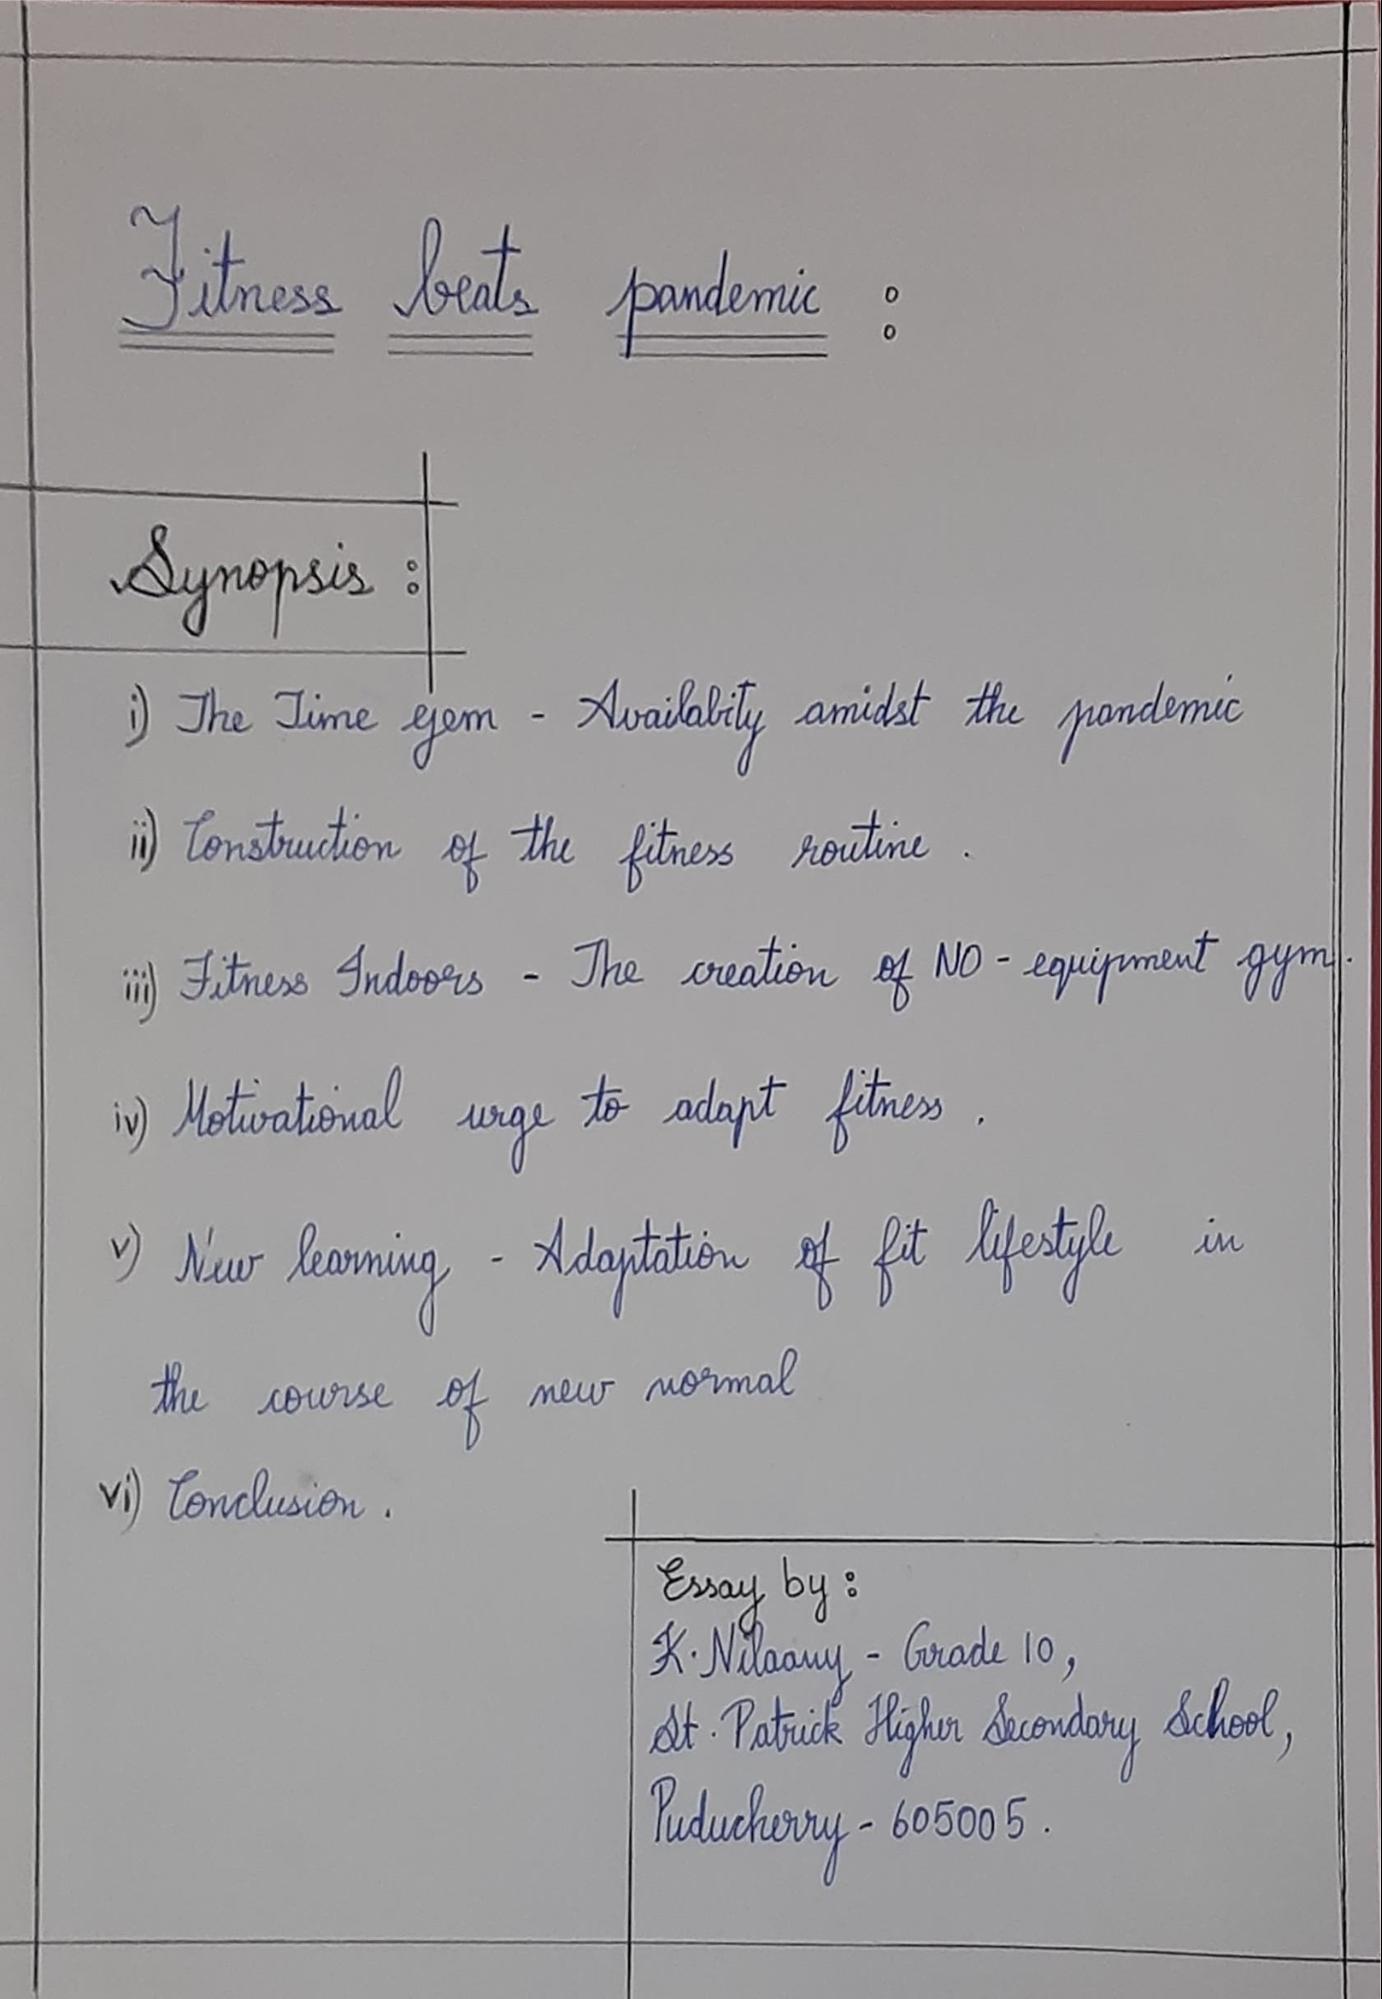 Fitness beats pandemic :
Synopsis :
i) The Time gem - Availabity amidst the pandemic
ii) Construction of the fitness routine .
iii) Fitness Indoors - The creation of NO - equipment gym .
iv) Motivational urge to adapt fitness .
v) New learning - Adaptation of fit lifestyle in
the course of new normal
vi) Conclusion .
Essay by :
K. Nilaany - Grade 10 ,
St . Patrick Higher Secondary School ,
Puducherry - 605005 .